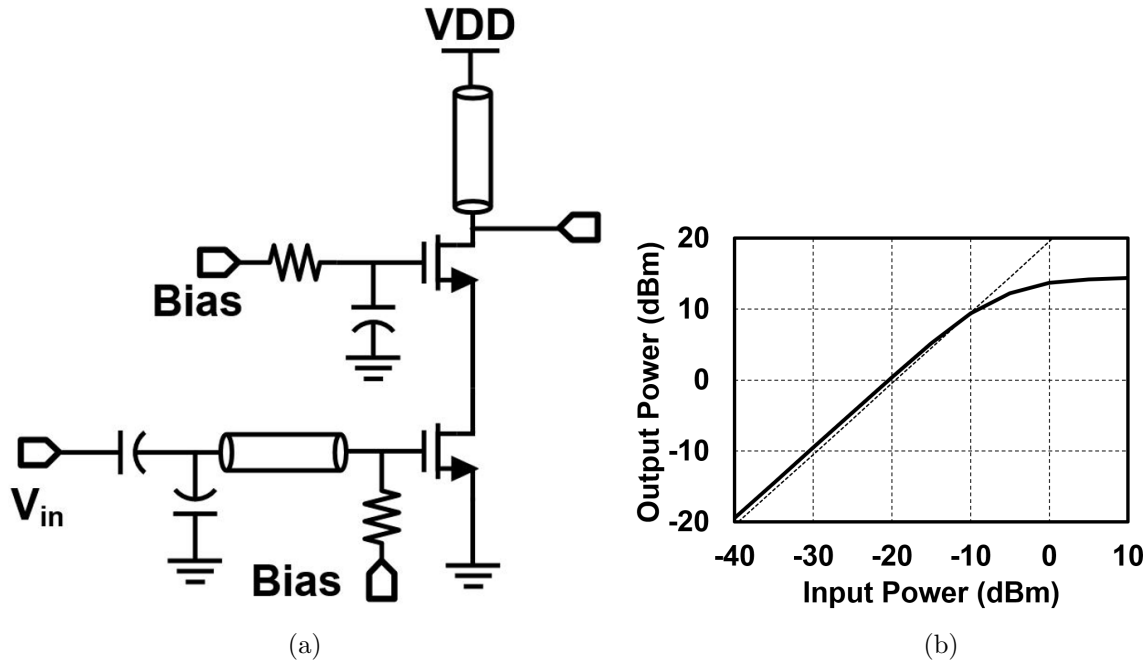 VDD
Bias
V_in
Bias
(a)
20
10
0
-10
-20
-40 -30 -20 -10 0 10
Output Power (dBm)
Input Power (dBm)
(b)